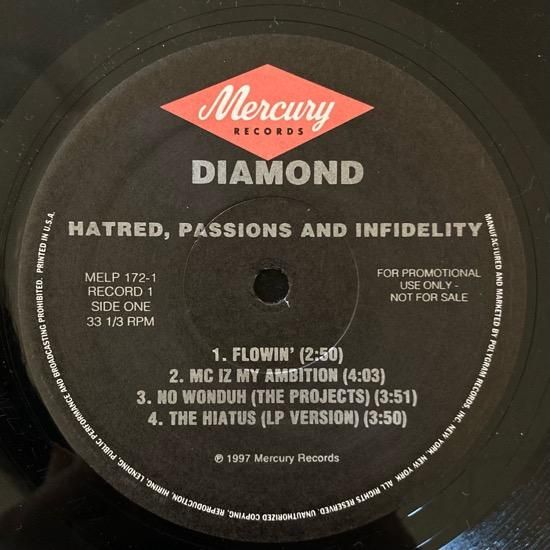 Mercury
RECORDS
DIAMOND
HATRED, PASSIONS AND INFIDELITY
MELP 172-1
RECORD 1
SIDE ONE
33 1/3 RPM
FOR PROMOTIONAL
USE ONLY -
NOT FOR SALE
1. FLOWIN' (2:50)
2. MC IZ MY AMBITION (4:03)
3. NO WONDUH (THE PROJECTS) (3:51)
4. THE HIATUS (LP VERSION) (3:50)
℗ 1997 Mercury Records
MANUFACTURED AND MARKETED BY POLYGRAM RECORDS, INC. NEW YORK, NEW YORK. ALL RIGHTS RESERVED. UNAUTHORIZED COPYING, REPRODUCTION, HIRING, LENDING, PUBLIC PERFORMANCE AND BROADCASTING PROHIBITED. PRINTED IN U.S.A.